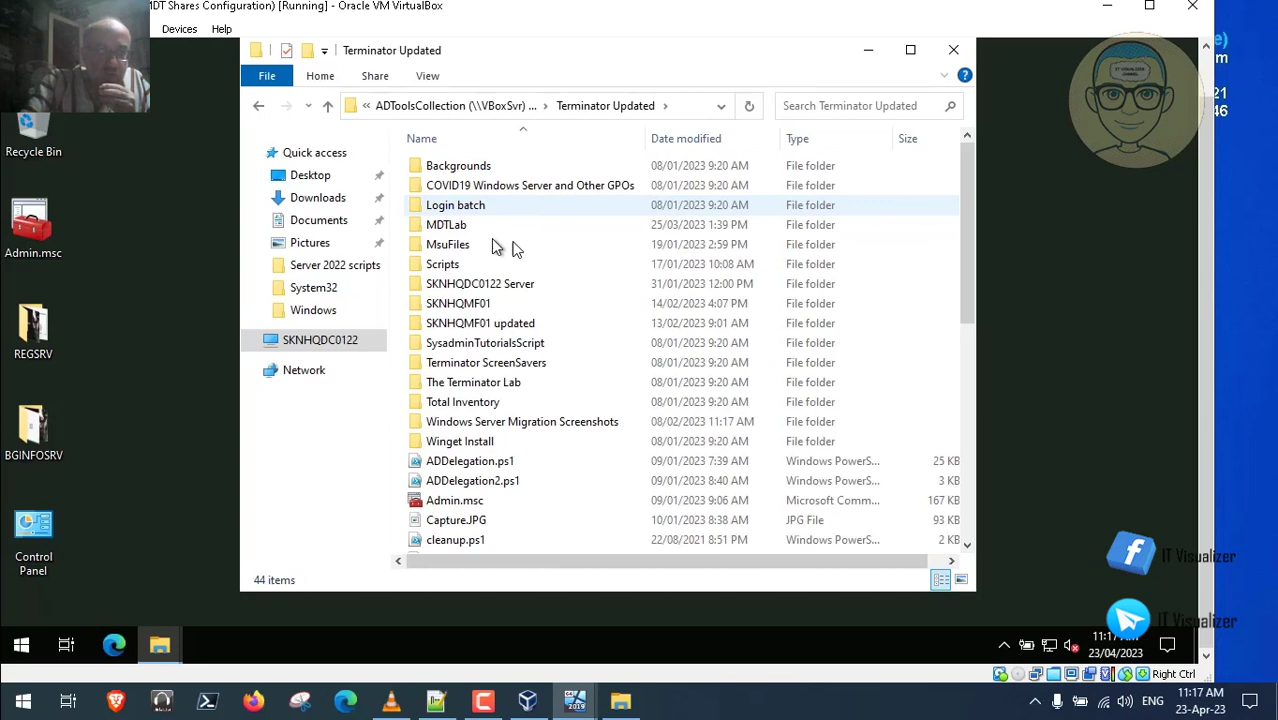 MDT Shares Configuration) [Running] - Oracle VM VirtualBox
Devices Help
Terminator Updated
File Home Share View
« ADToolsCollection (\\VBoxSvr) ... › Terminator Updated ›
Search Terminator Updated
Name Date modified Type Size
Quick access
Desktop
Downloads
Documents
Pictures
Server 2022 scripts
System32
Windows
SKNHQDC0122
Network
Backgrounds 08/01/2023 9:20 AM File folder
COVID19 Windows Server and Other GPOs 08/01/2023 9:20 AM File folder
Login batch 08/01/2023 9:20 AM File folder
MDTLab 25/03/2023 1:39 PM File folder
MsuFiles 19/01/2023 2:59 PM File folder
Scripts 17/01/2023 10:08 AM File folder
SKNHQDC0122 Server 31/01/2023 12:00 PM File folder
SKNHQMF01 14/02/2023 4:07 PM File folder
SKNHQMF01 updated 13/02/2023 9:01 AM File folder
SysadminTutorialsScript 08/01/2023 9:20 AM File folder
Terminator ScreenSavers 08/01/2023 9:20 AM File folder
The Terminator Lab 08/01/2023 9:20 AM File folder
Total Inventory 08/01/2023 9:20 AM File folder
Windows Server Migration Screenshots 08/02/2023 11:17 AM File folder
Winget Install 08/01/2023 9:20 AM File folder
ADDelegation.ps1 09/01/2023 7:39 AM Windows PowerS... 25 KB
ADDelegation2.ps1 09/01/2023 8:40 AM Windows PowerS... 3 KB
Admin.msc 09/01/2023 9:06 AM Microsoft Comm... 167 KB
Capture.JPG 10/01/2023 8:38 AM JPG File 93 KB
cleanup.ps1 22/08/2021 8:51 PM Windows PowerS... 2 KB
44 items
Recycle Bin
Admin.msc
REGSRV
BGINFOSRV
Control
Panel
IT VISUALIZER
CHANNEL
e)
m
21
46
IT Visualizer
IT Visualizer
11:17 AM
23/04/2023
Right Ctrl
ENG
11:17 AM
23-Apr-23